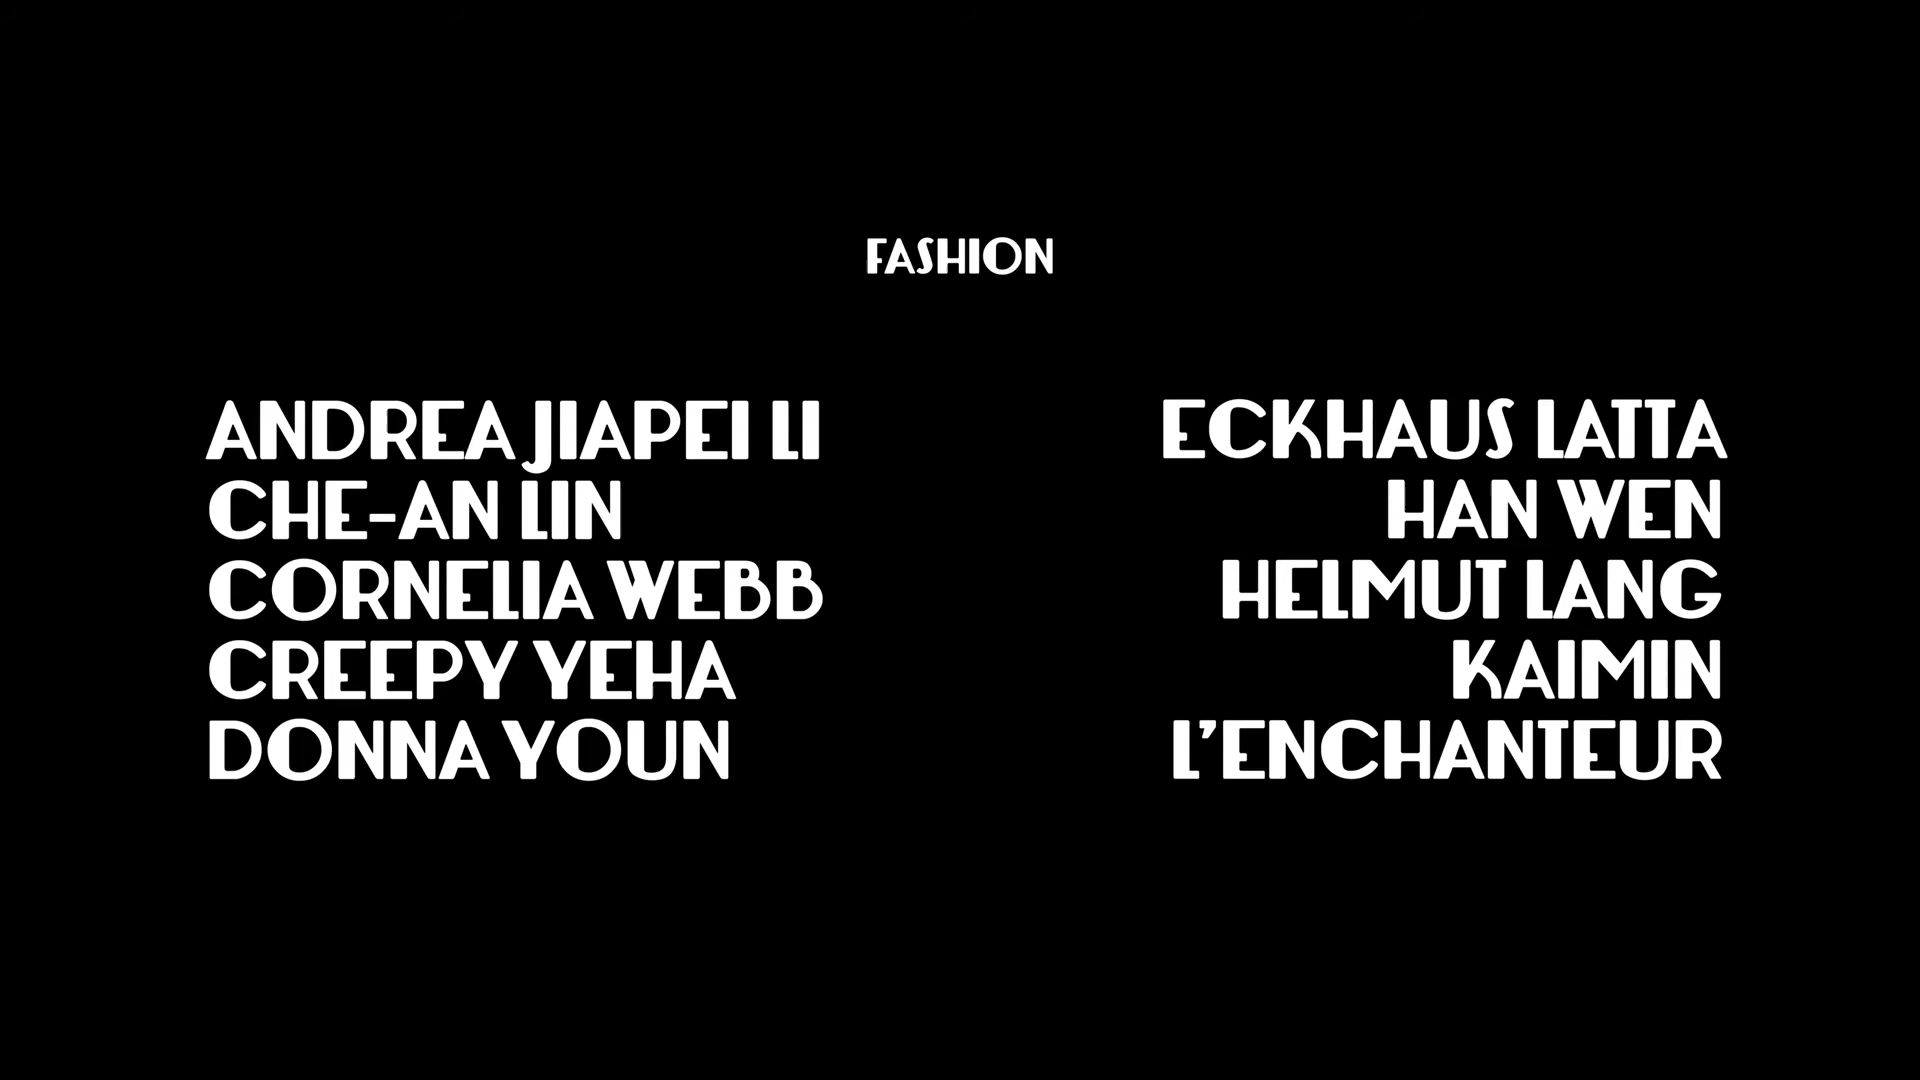 FASHION
ANDREA JIAPEI LI
CHE-AN LIN
CORNELIA WEBB
CREEPY YEHA
DONNA YOUN
ECKHAUS LATTA
HAN WEN
HELMUT LANG
KAIMIN
L'ENCHANTEUR